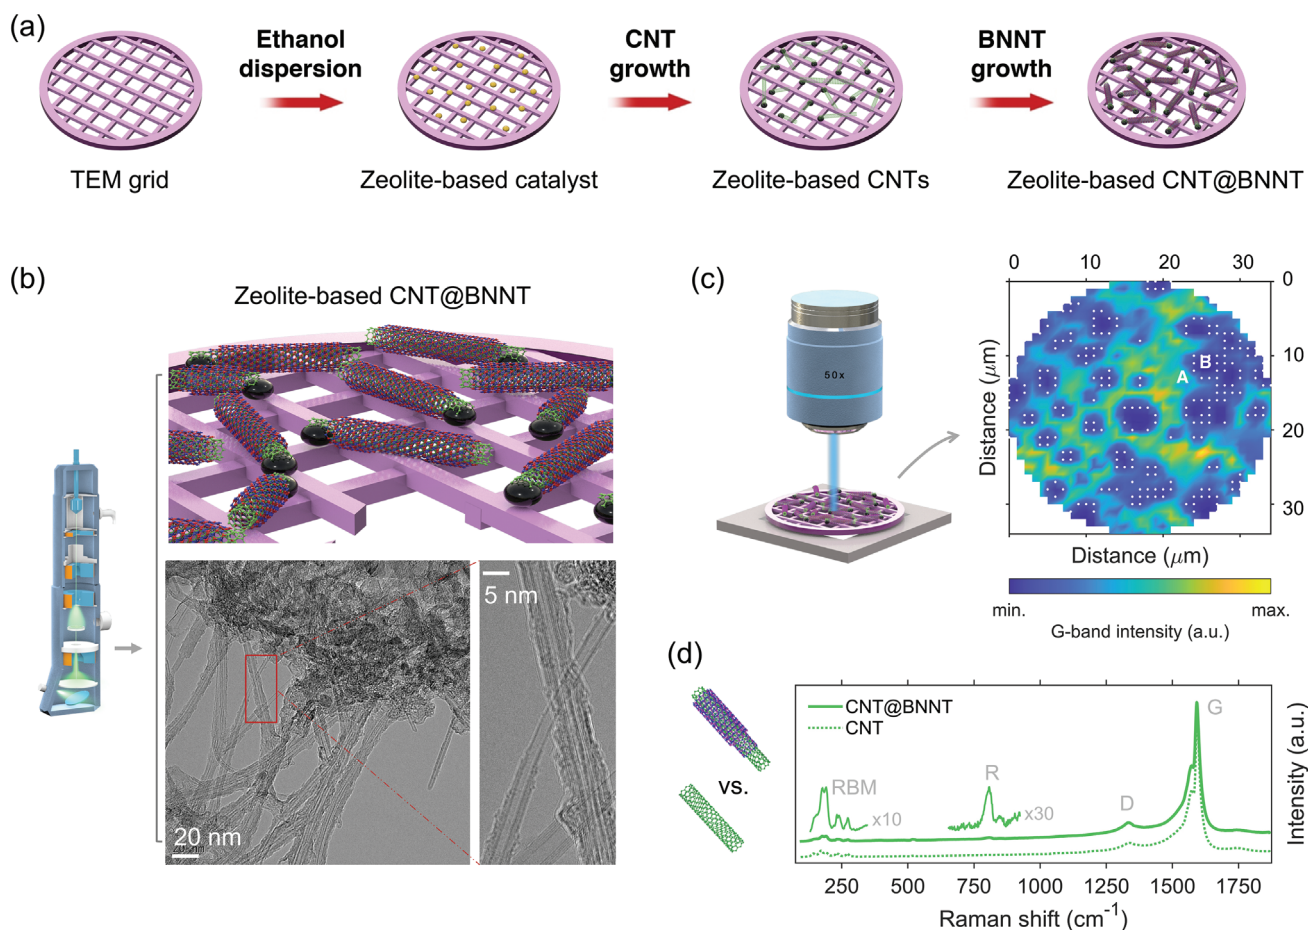 (a)
Ethanol
dispersion
CNT
growth
BNNT
growth
TEM grid
Zeolite-based catalyst
Zeolite-based CNTs
Zeolite-based CNT@BNNT
(b)
Zeolite-based CNT@BNNT
20 nm
5 nm
(c)
50x
0 10 20 30
0
10
20
30
A
B
Distance (μm)
Distance (μm)
min.
max.
G-band intensity (a.u.)
(d)
vs.
CNT@BNNT
CNT
RBM
x10
R
x30
D
G
Intensity (a.u.)
250 500 750 1000 1250 1500 1750
Raman shift (cm⁻¹)